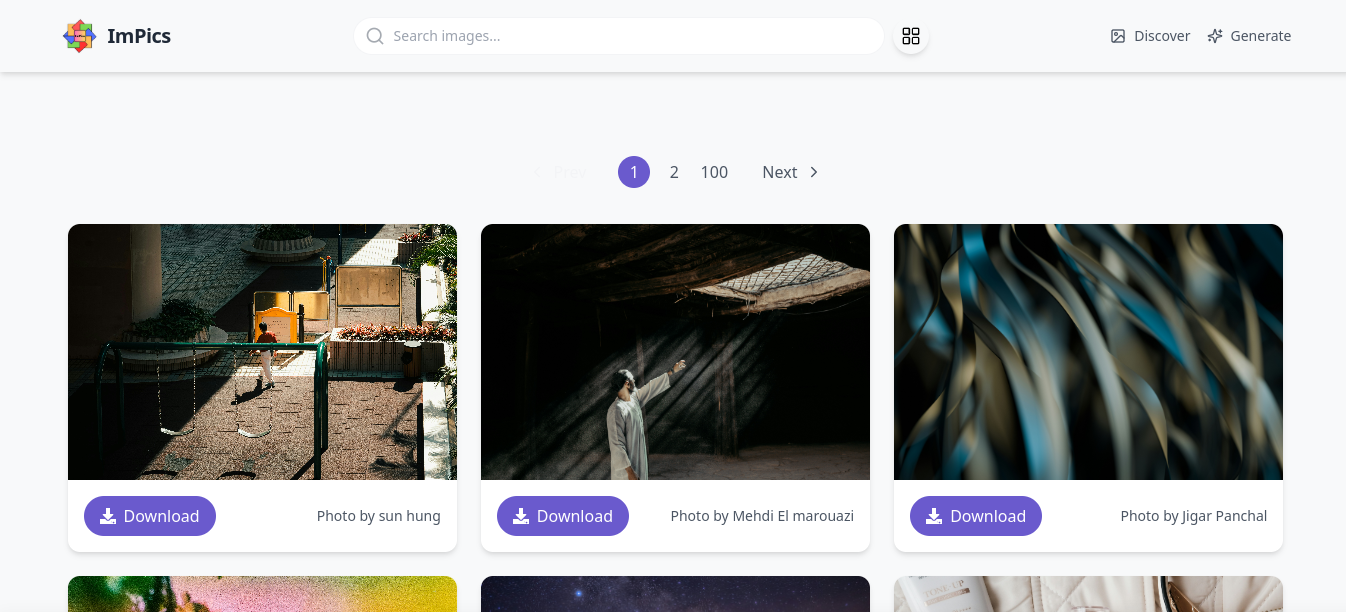 ImPics
Search images...
Discover
Generate
Prev
1
2
100
Next
Download
Photo by sun hung
Download
Photo by Mehdi El marouazi
Download
Photo by Jigar Panchal